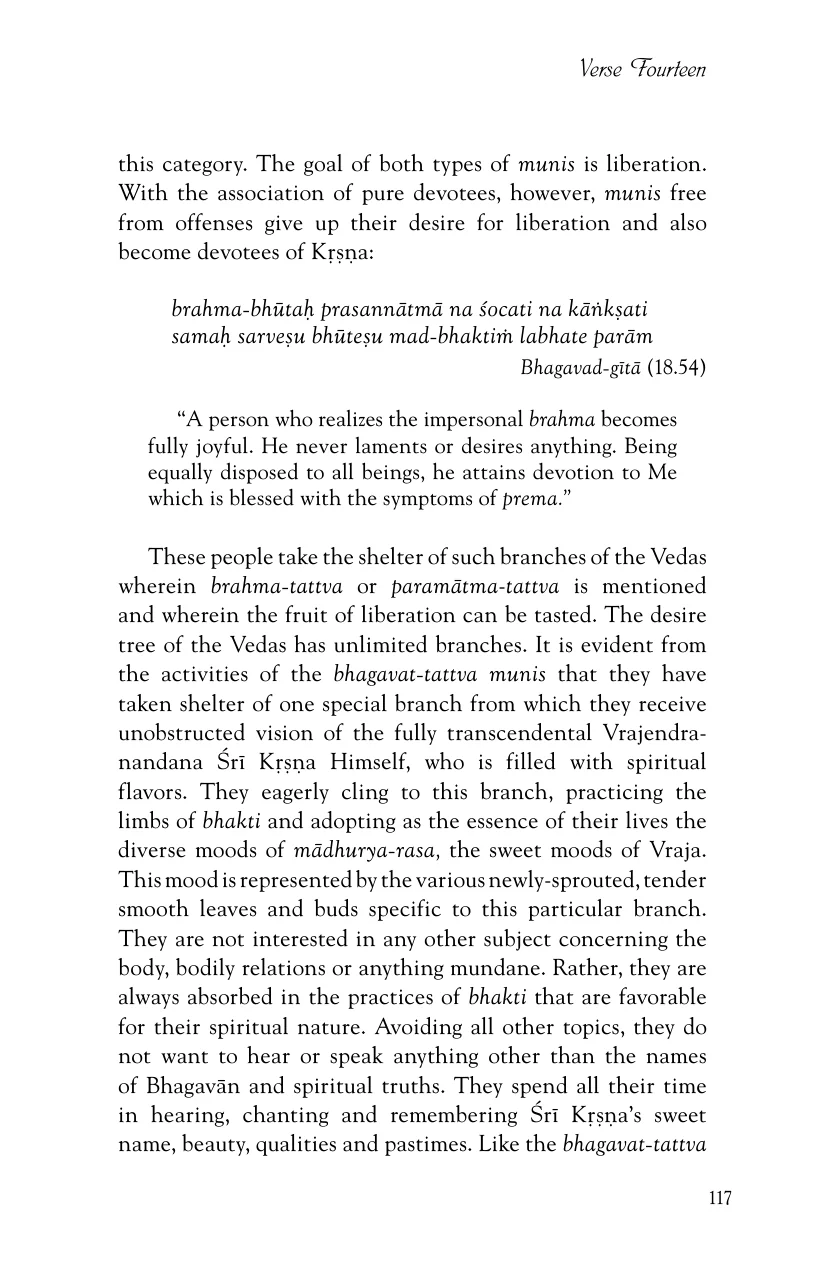 Verse Fourteen
this category. The goal of both types of munis is liberation.
With the association of pure devotees, however, munis free
from offenses give up their desire for liberation and also
become devotees of Kṛṣṇa:
brahma-bhūtaḥ prasannātmā na śocati na kāṅkṣati
samaḥ sarveṣu bhūteṣu mad-bhaktiṁ labhate parām
Bhagavad-gītā (18.54)
“A person who realizes the impersonal brahma becomes
fully joyful. He never laments or desires anything. Being
equally disposed to all beings, he attains devotion to Me
which is blessed with the symptoms of prema.”
These people take the shelter of such branches of the Vedas
wherein brahma-tattva or paramātma-tattva is mentioned
and wherein the fruit of liberation can be tasted. The desire
tree of the Vedas has unlimited branches. It is evident from
the activities of the bhagavat-tattva munis that they have
taken shelter of one special branch from which they receive
unobstructed vision of the fully transcendental Vrajendra-
nandana Śrī Kṛṣṇa Himself, who is filled with spiritual
flavors. They eagerly cling to this branch, practicing the
limbs of bhakti and adopting as the essence of their lives the
diverse moods of mādhurya-rasa, the sweet moods of Vraja.
This mood is represented by the various newly-sprouted, tender
smooth leaves and buds specific to this particular branch.
They are not interested in any other subject concerning the
body, bodily relations or anything mundane. Rather, they are
always absorbed in the practices of bhakti that are favorable
for their spiritual nature. Avoiding all other topics, they do
not want to hear or speak anything other than the names
of Bhagavān and spiritual truths. They spend all their time
in hearing, chanting and remembering Śrī Kṛṣṇa’s sweet
name, beauty, qualities and pastimes. Like the bhagavat-tattva
117